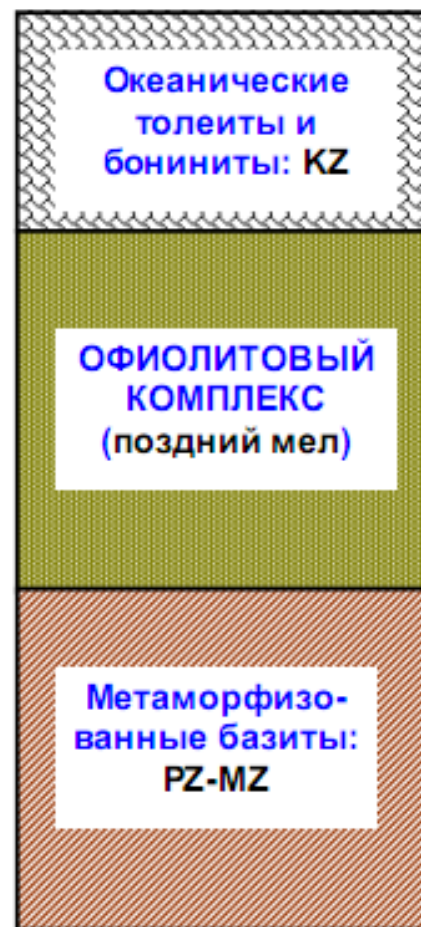 Океанические
толеиты и
бониниты: KZ
ОФИОЛИТОВЫЙ
КОМПЛЕКС
(поздний мел)
Метаморфизо-
ванные базиты:
PZ-MZ